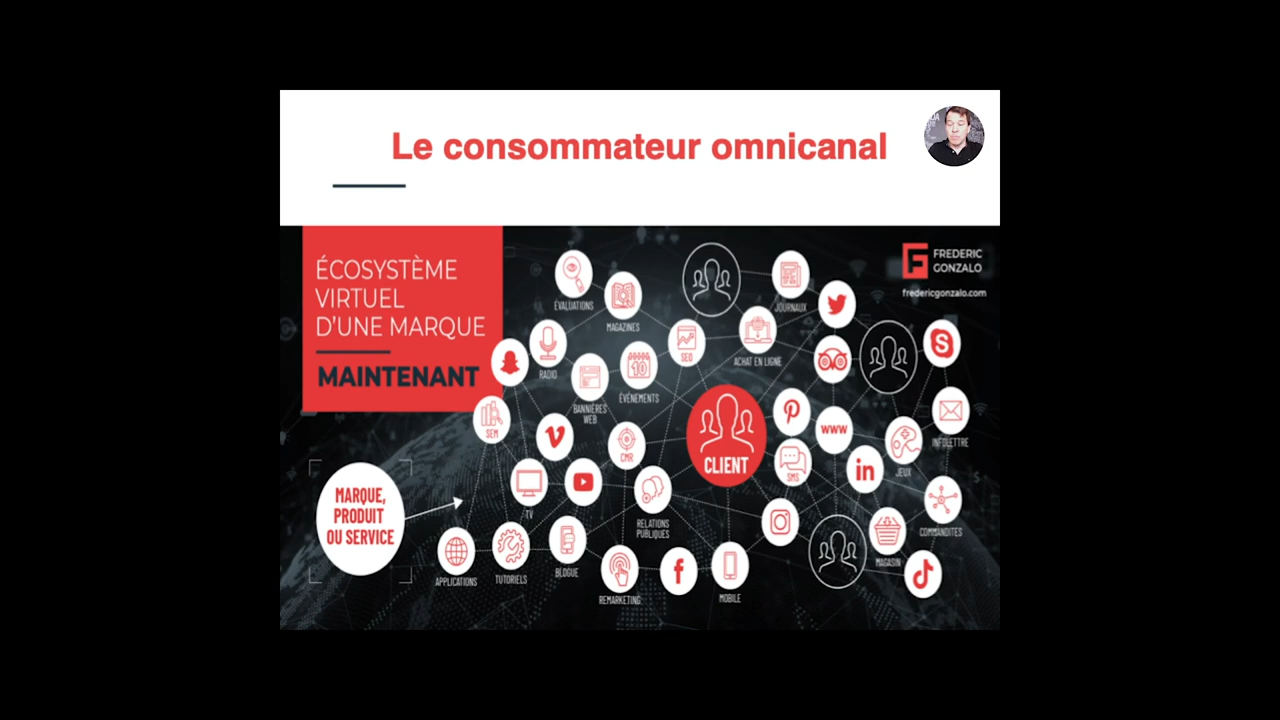 Le consommateur omnicanal
ÉCOSYSTÈME
VIRTUEL
D'UNE MARQUE
MAINTENANT
FREDERIC
GONZALO
fredericgonzalo.com
ÉVALUATIONS
MAGAZINES
JOURNAUX
RADIO
SEO
ACHAT EN LIGNE
10
ÉVÉNEMENTS
BANNIÈRES
WEB
SEM
CMR
CLIENT
WWW
SMS
JEUX
INFOLETTRE
in
MARQUE,
PRODUIT
OU SERVICE
TV
RELATIONS
PUBLIQUES
COMMANDITES
MAGASIN
APPLICATIONS
TUTORIELS
BLOGUE
REMARKETING
MOBILE